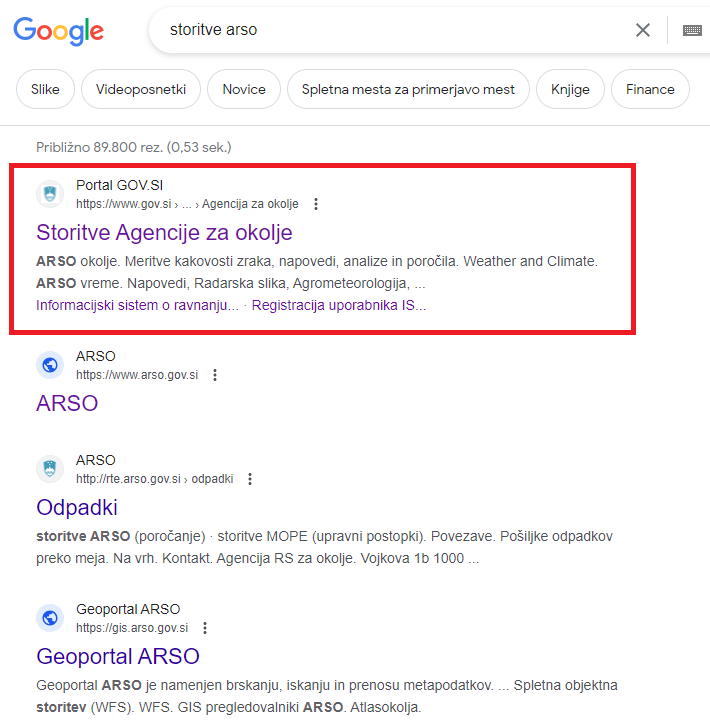 Google
storitve arso
Slike
Videoposnetki
Novice
Spletna mesta za primerjavo mest
Knjige
Finance
Približno 89.800 rez. (0,53 sek.)
Portal GOV.SI
https://www.gov.si › ... › Agencija za okolje
Storitve Agencije za okolje
ARSO okolje. Meritve kakovosti zraka, napovedi, analize in poročila. Weather and Climate.
ARSO vreme. Napovedi, Radarska slika, Agrometeorologija, ...
Informacijski sistem o ravnanju... · Registracija uporabnika IS...
ARSO
https://www.arso.gov.si
ARSO
ARSO
http://rte.arso.gov.si › odpadki
Odpadki
storitve ARSO (poročanje) · storitve MOPE (upravni postopki). Povezave. Pošiljke odpadkov
preko meja. Na vrh. Kontakt. Agencija RS za okolje. Vojkova 1b 1000 ...
Geoportal ARSO
https://gis.arso.gov.si
Geoportal ARSO
Geoportal ARSO je namenjen brskanju, iskanju in prenosu metapodatkov. ... Spletna objektna
storitev (WFS). WFS. GIS pregledovalniki ARSO. Atlasokolja.